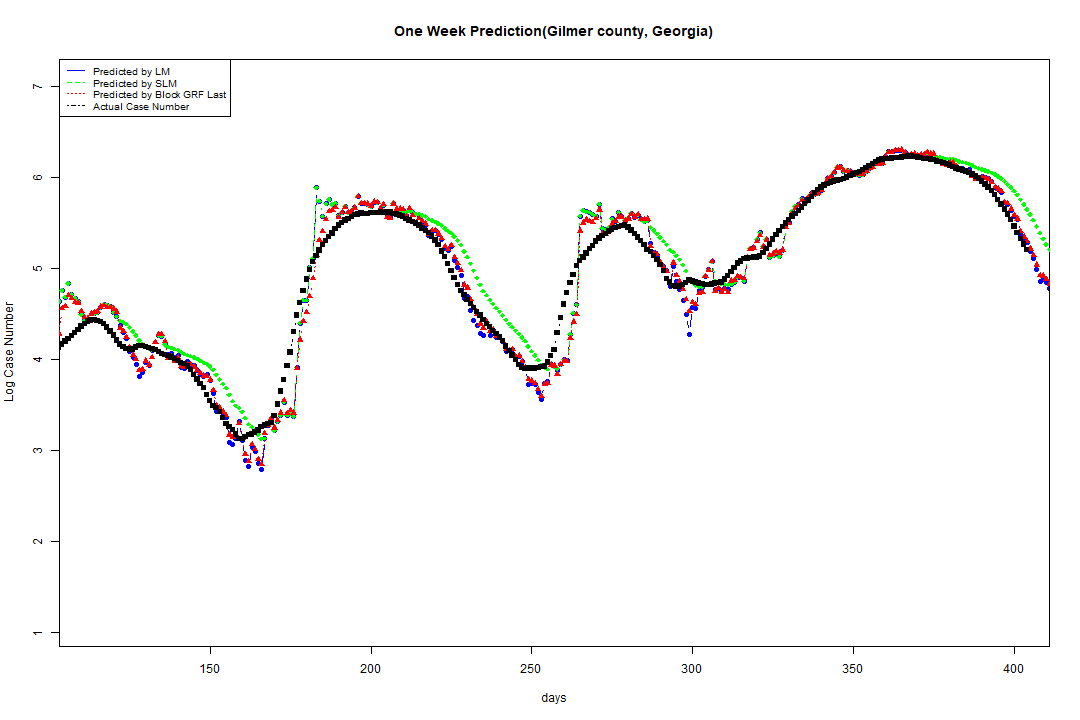 One Week Prediction(Gilmer county, Georgia)
Predicted by LM
Predicted by SLM
Predicted by Block GRF Last
Actual Case Number
7
6
5
4
3
2
1
Log Case Number
150
200
250
300
350
400
days